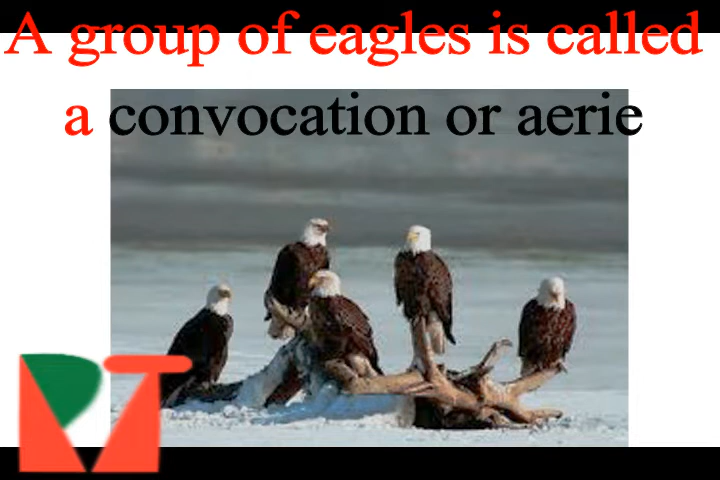 A group of eagles is called
a convocation or aerie